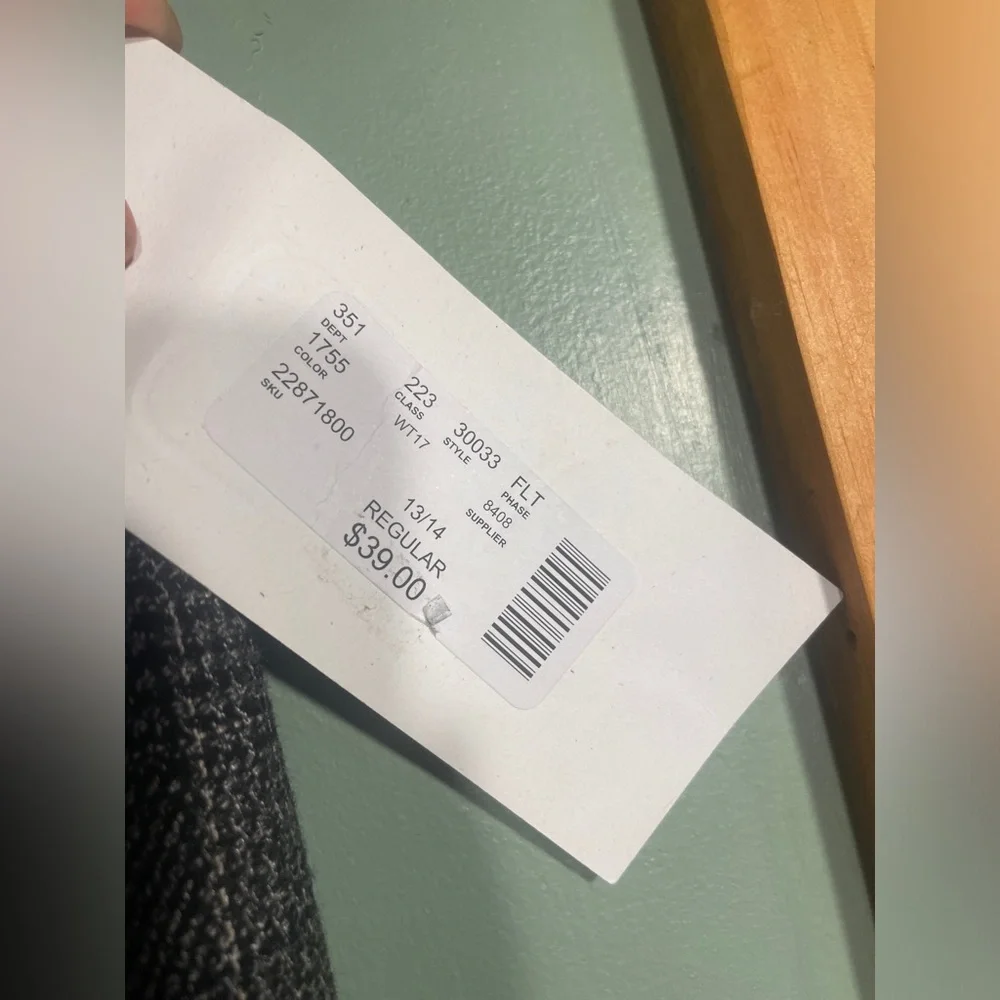 351 223 30033 FLT
DEPT CLASS STYLE PHASE
1755 WT17 8408
COLOR SUPPLIER
22871800
SKU
13/14
REGULAR
$39.00